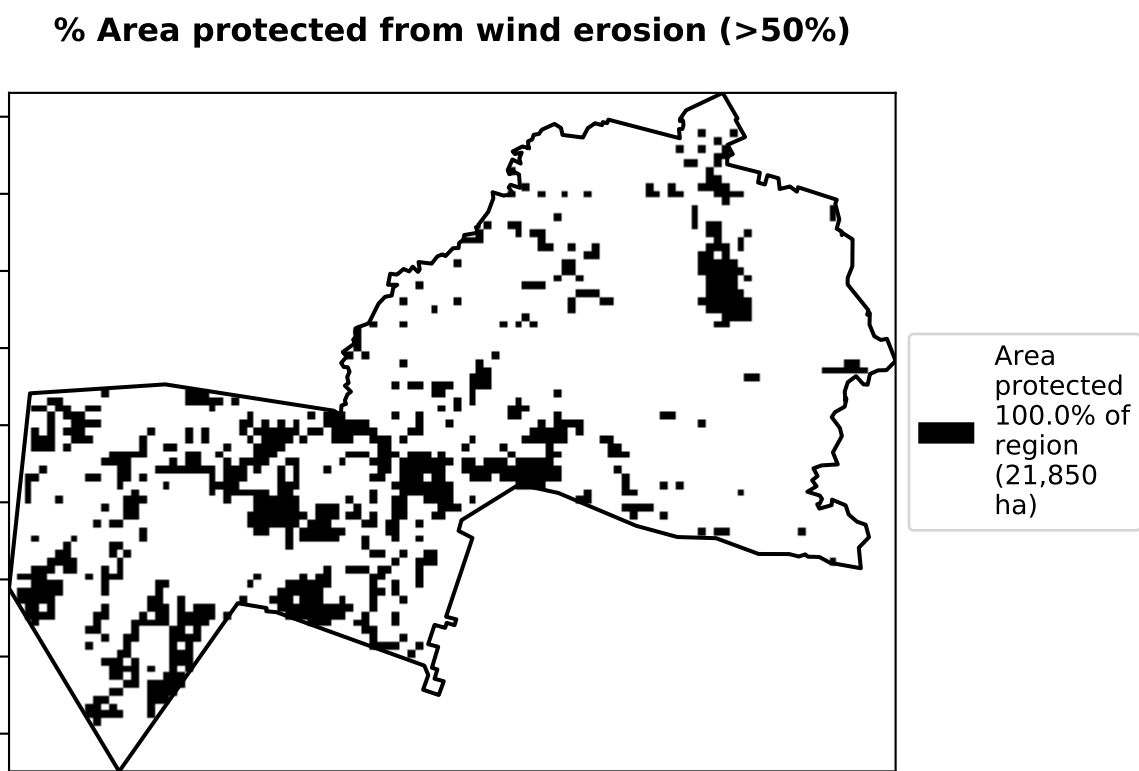 % Area protected from wind erosion (>50%)
Area
protected
100.0% of
region
(21,850
ha)